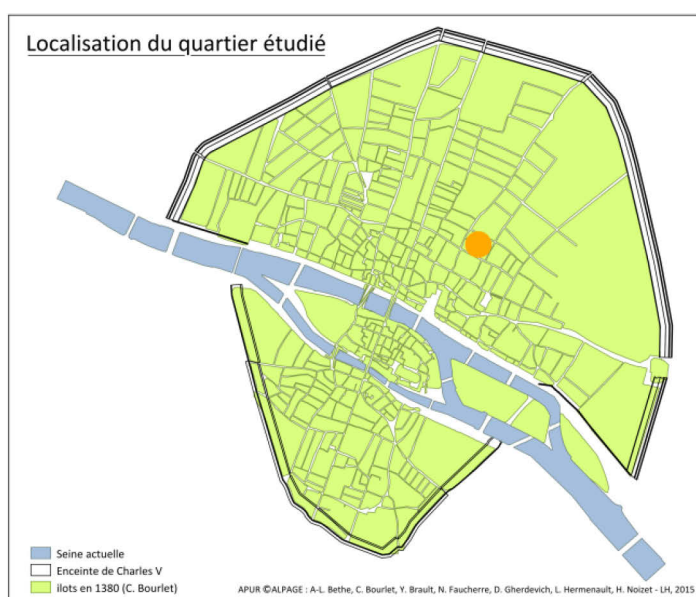 Localisation du quartier étudié
Seine actuelle
Enceinte de Charles V
ilots en 1380 (C. Bourlet)
APUR ©ALPAGE : A-L. Bethe, C. Bourlet, Y. Brault, N. Faucherre, D. Gherdevich, L. Hermenault, H. Noizet - LH, 2015